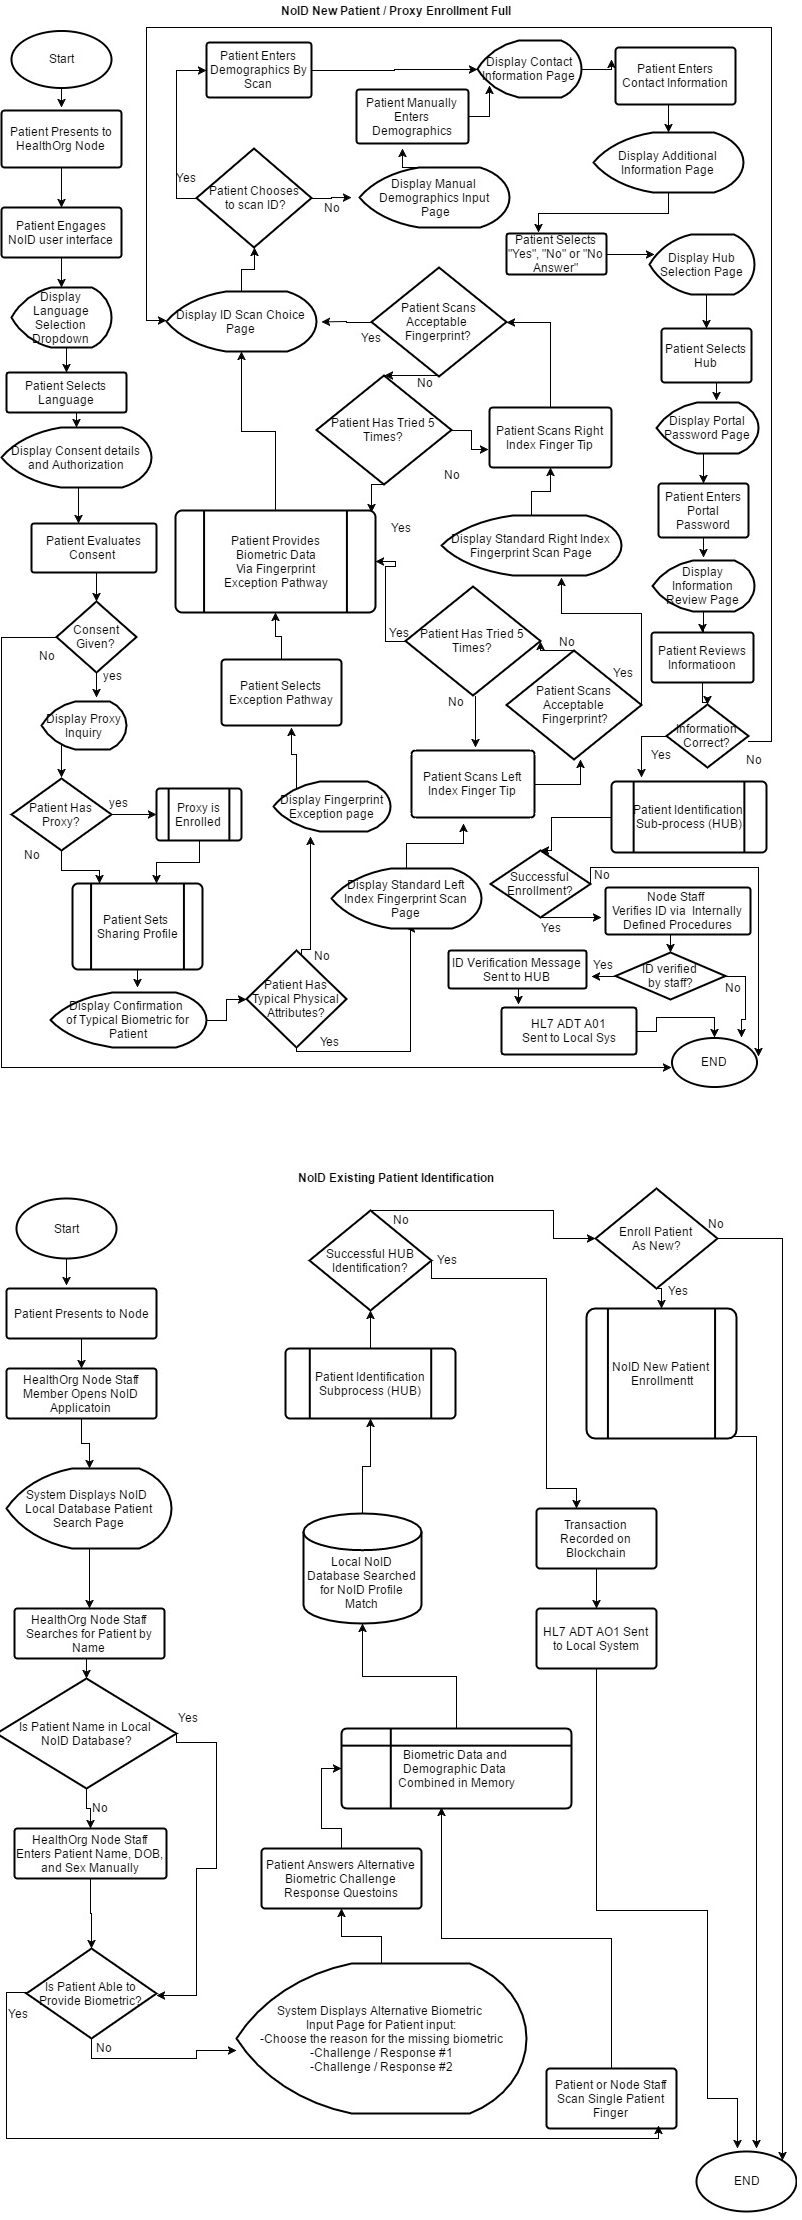 NoID New Patient / Proxy Enrollment Full
Start
Patient Presents to
HealthOrg Node
Patient Engages
NoID user interface
Display
Language
Selection
Dropdown
Patient Selects
Language
Display Consent details
and Authorization
Patient Evaluates
Consent
Consent
Given?
No
yes
Display Proxy
Inquiry
Patient Has
Proxy?
yes
No
Proxy is
Enrolled
Patient Sets
Sharing Profile
Display Confirmation
of Typical Biometric for
Patient
Patient Has
Typical Physical
Attributes?
No
Yes
Display Fingerprint
Exception page
Patient Selects
Exception Pathway
Patient Provides
Biometric Data
Via Fingerprint
Exception Pathway
Display Standard Left
Index Fingerprint Scan
Page
Patient Scans Left
Index Finger Tip
Patient Scans
Acceptable
Fingerprint?
Yes
No
Patient Has Tried 5
Times?
Yes
No
Display Standard Right Index
Fingerprint Scan Page
Patient Scans Right
Index Finger Tip
Patient Scans
Acceptable
Fingerprint?
Yes
No
Patient Has Tried 5
Times?
No
Yes
Display ID Scan Choice
Page
Patient Chooses
to scan ID?
Yes
No
Patient Enters
Demographics By
Scan
Display Manual
Demographics Input
Page
Patient Manually
Enters
Demographics
Display Contact
Information Page
Patient Enters
Contact Information
Display Additional
Information Page
Patient Selects
"Yes", "No" or "No
Answer"
Display Hub
Selection Page
Patient Selects
Hub
Display Portal
Password Page
Patient Enters
Portal
Password
Display
Information
Review Page
Patient Reviews
Informatioon
Information
Correct?
Yes
No
Patient Identification
Sub-process (HUB)
Successful
Enrollment?
No
Yes
Node Staff
Verifies ID via Internally
Defined Procedures
ID verified
by staff?
Yes
No
ID Verification Message
Sent to HUB
HL7 ADT A01
Sent to Local Sys
END
NoID Existing Patient Identification
Start
Patient Presents to Node
HealthOrg Node Staff
Member Opens NoID
Applicatoin
System Displays NoID
Local Database Patient
Search Page
HealthOrg Node Staff
Searches for Patient by
Name
Is Patient Name in Local
NoID Database?
Yes
No
HealthOrg Node Staff
Enters Patient Name, DOB,
and Sex Manually
Is Patient Able to
Provide Biometric?
Yes
No
System Displays Alternative Biometric
Input Page for Patient input:
-Choose the reason for the missing biometric
-Challenge / Response #1
-Challenge / Response #2
Patient Answers Alternative
Biometric Challenge
Response Questoins
Patient or Node Staff
Scan Single Patient
Finger
Biometric Data and
Demographic Data
Combined in Memory
Local NoID
Database Searched
for NoID Profile
Match
Patient Identification
Subprocess (HUB)
Successful HUB
Identification?
No
Yes
Enroll Patient
As New?
No
Yes
NoID New Patient
Enrollmentt
Transaction
Recorded on
Blockchain
HL7 ADT AO1 Sent
to Local System
END